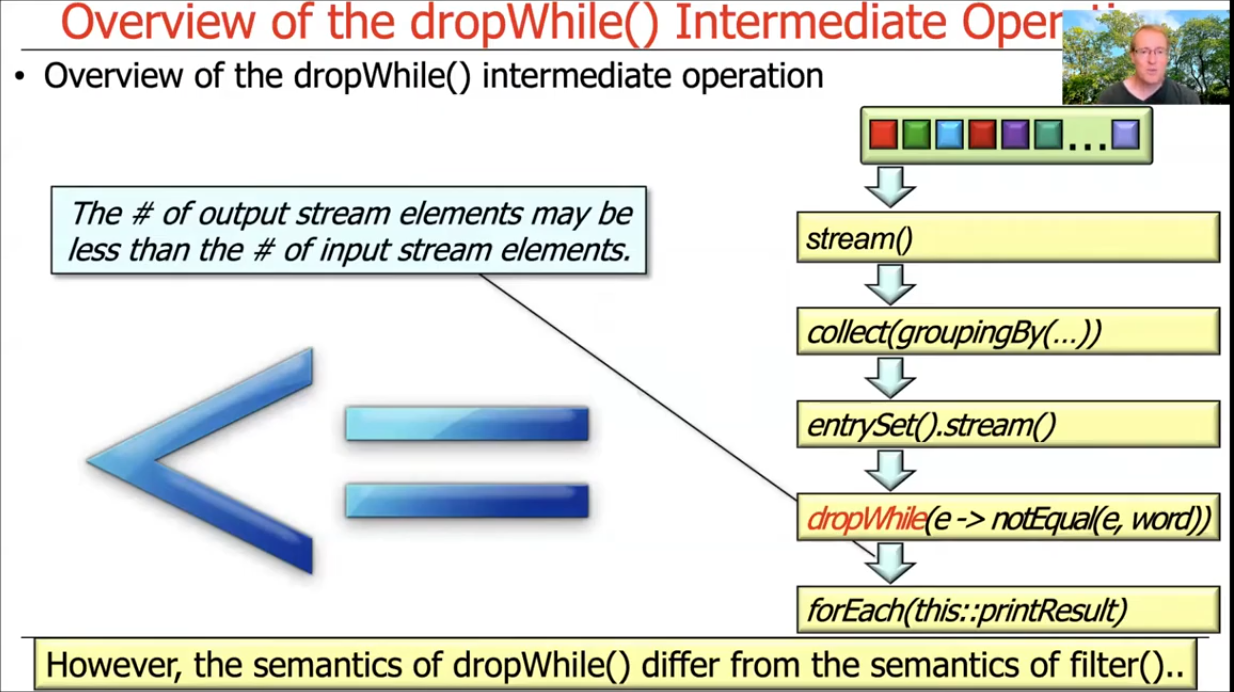 Overview of the dropWhile() Intermediate Oper
• Overview of the dropWhile() intermediate operation
The # of output stream elements may be
less than the # of input stream elements.
<=
...
stream()
collect(groupingBy(...))
entrySet().stream()
dropWhile(e -> notEqual(e, word))
forEach(this::printResult)
However, the semantics of dropWhile() differ from the semantics of filter()..